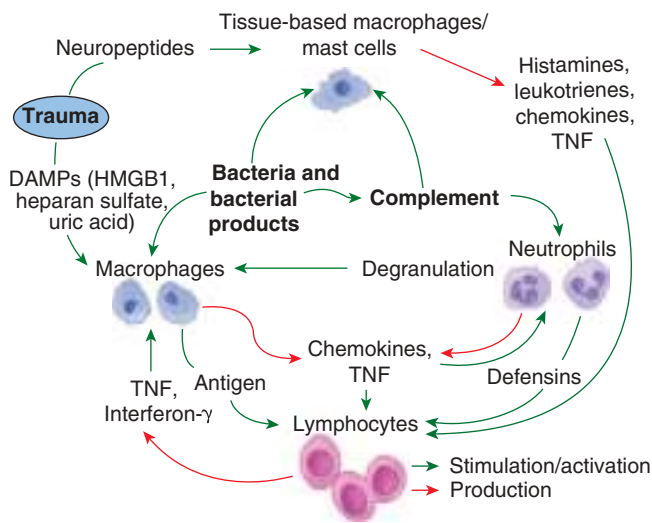 Tissue-based macrophages/
mast cells
Neuropeptides
Histamines,
leukotrienes,
chemokines,
TNF
Trauma
DAMPs (HMGB1,
heparan sulfate,
uric acid)
Bacteria and
bacterial
products
Complement
Neutrophils
Macrophages
Degranulation
Chemokines,
TNF
Defensins
TNF,
Interferon-γ
Antigen
Lymphocytes
Stimulation/activation
Production